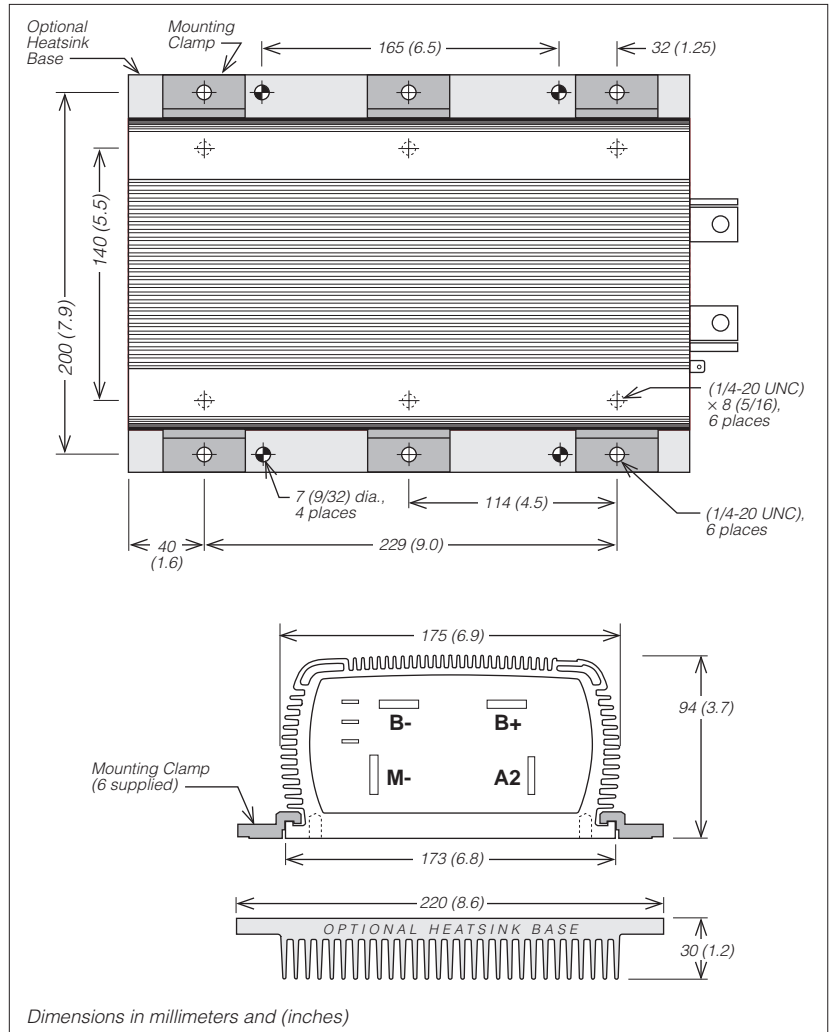 Optional
Heatsink
Base
Mounting
Clamp
165 (6.5)
32 (1.25)
200 (7.9)
140 (5.5)
(1/4-20 UNC)
× 8 (5/16),
6 places
7 (9/32) dia.,
4 places
114 (4.5)
(1/4-20 UNC),
6 places
40
(1.6)
229 (9.0)
175 (6.9)
94 (3.7)
B-
B+
M-
A2
Mounting Clamp
(6 supplied)
173 (6.8)
220 (8.6)
OPTIONAL HEATSINK BASE
30 (1.2)
Dimensions in millimeters and (inches)